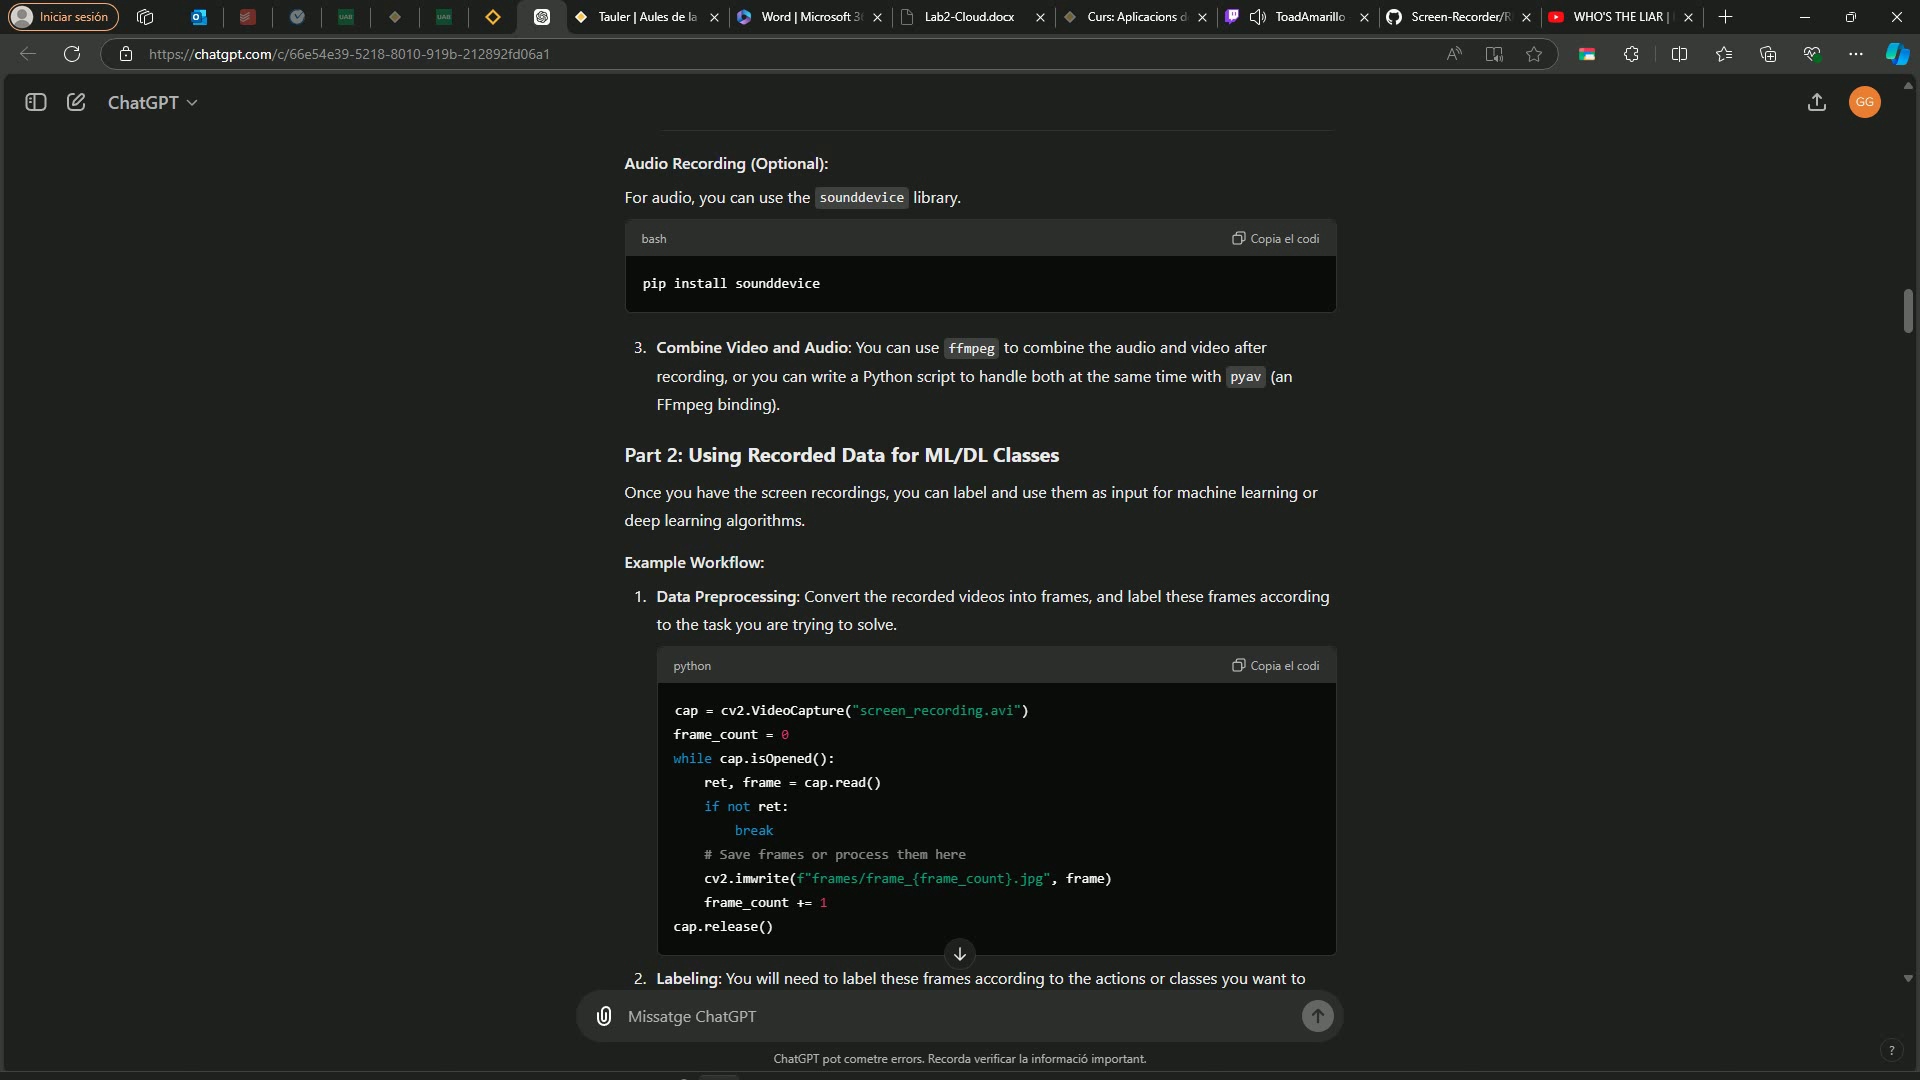 Iniciar sesión
UAB
UAB
Tauler | Aules de la
Word | Microsoft 3
Lab2-Cloud.docx
Curs: Aplicacions d
ToadAmarillo
Screen-Recorder/R
WHO'S THE LIAR |
https://chatgpt.com/c/66e54e39-5218-8010-919b-212892fd06a1
ChatGPT
GG
Audio Recording (Optional):
For audio, you can use the sounddevice library.
bash
Copia el codi
pip install sounddevice
3. Combine Video and Audio: You can use ffmpeg to combine the audio and video after
recording, or you can write a Python script to handle both at the same time with pyav (an
FFmpeg binding).
Part 2: Using Recorded Data for ML/DL Classes
Once you have the screen recordings, you can label and use them as input for machine learning or
deep learning algorithms.
Example Workflow:
1. Data Preprocessing: Convert the recorded videos into frames, and label these frames according
to the task you are trying to solve.
python
Copia el codi
cap = cv2.VideoCapture("screen_recording.avi")
frame_count = 0
while cap.isOpened():
    ret, frame = cap.read()
    if not ret:
        break
    # Save frames or process them here
    cv2.imwrite(f"frames/frame_{frame_count}.jpg", frame)
    frame_count += 1
cap.release()
2. Labeling: You will need to label these frames according to the actions or classes you want to
Missatge ChatGPT
ChatGPT pot cometre errors. Recorda verificar la informació important.
?